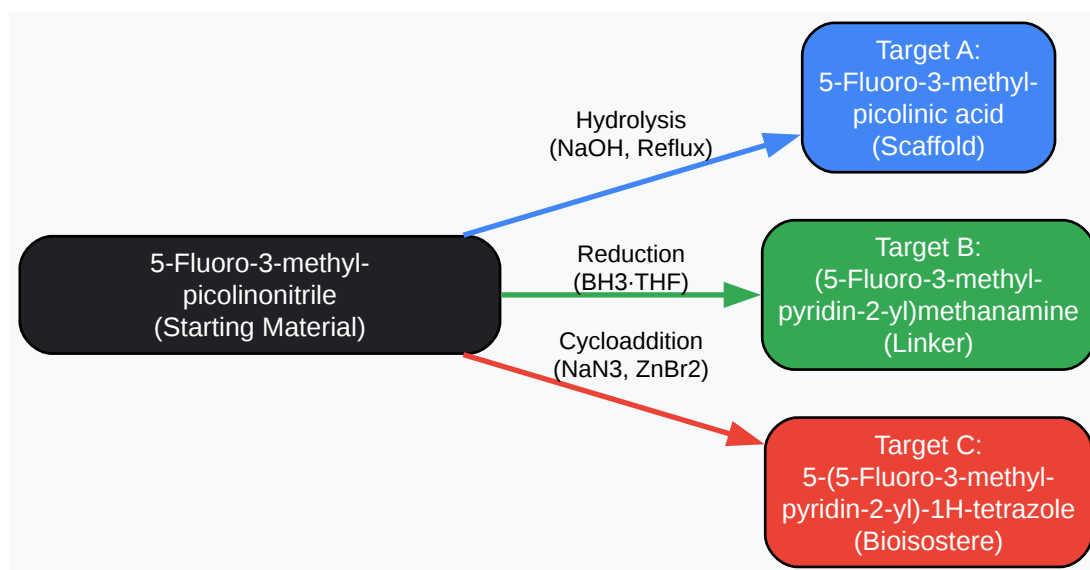 Target A:
5-Fluoro-3-methyl-
picolinic acid
(Scaffold)
Hydrolysis
(NaOH, Reflux)
5-Fluoro-3-methyl-
picolinonitrile
(Starting Material)
Reduction
(BH3·THF)
Target B:
(5-Fluoro-3-methyl-
pyridin-2-yl)methanamine
(Linker)
Cycloaddition
(NaN3, ZnBr2)
Target C:
5-(5-Fluoro-3-methyl-
pyridin-2-yl)-1H-tetrazole
(Bioisostere)